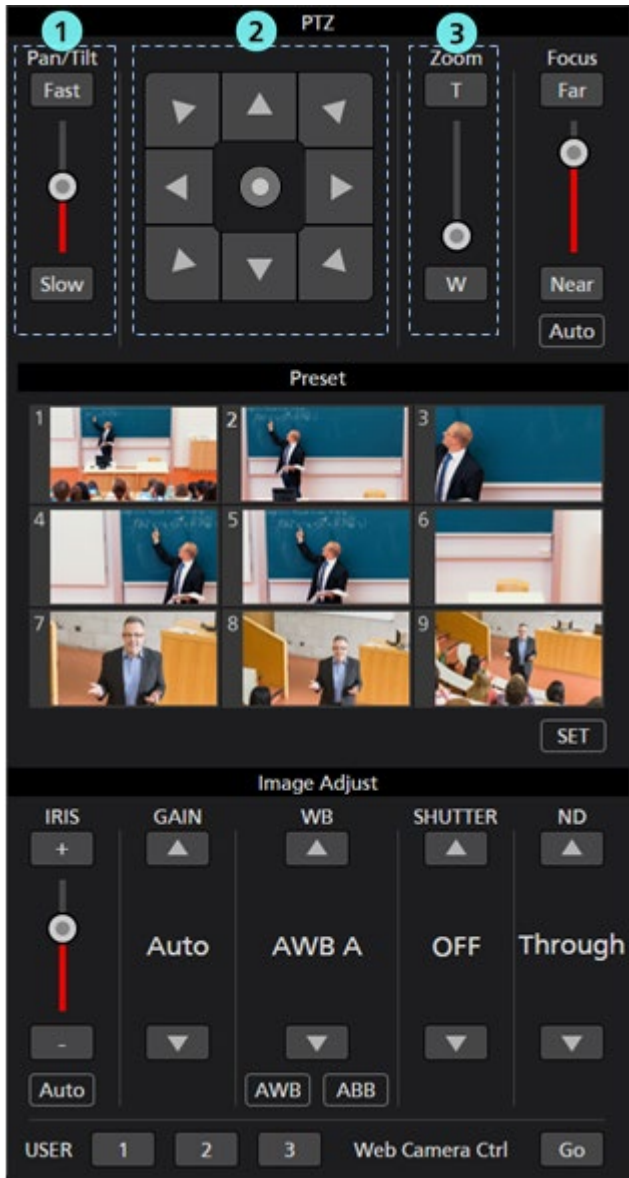 PTZ
1 2 3
Pan/Tilt Zoom Focus
Fast T Far
Slow W Near
Auto
Preset
1 2 3
4 5 6
7 8 9
SET
Image Adjust
IRIS GAIN WB SHUTTER ND
+
Auto AWB A OFF Through
-
Auto AWB ABB
USER 1 2 3 Web Camera Ctrl Go